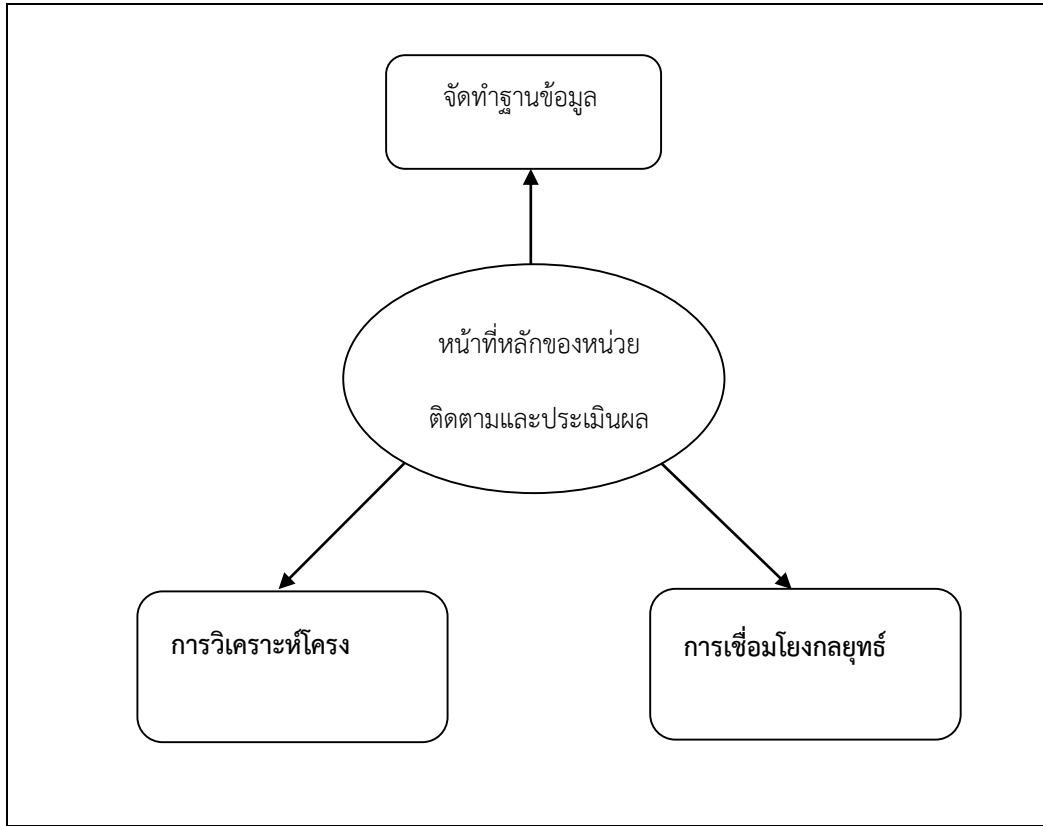 จัดทำฐานข้อมูล
หน้าที่หลักของหน่วย
ติดตามและประเมินผล
การวิเคราะห์โครง
การเชื่อมโยงกลยุทธ์